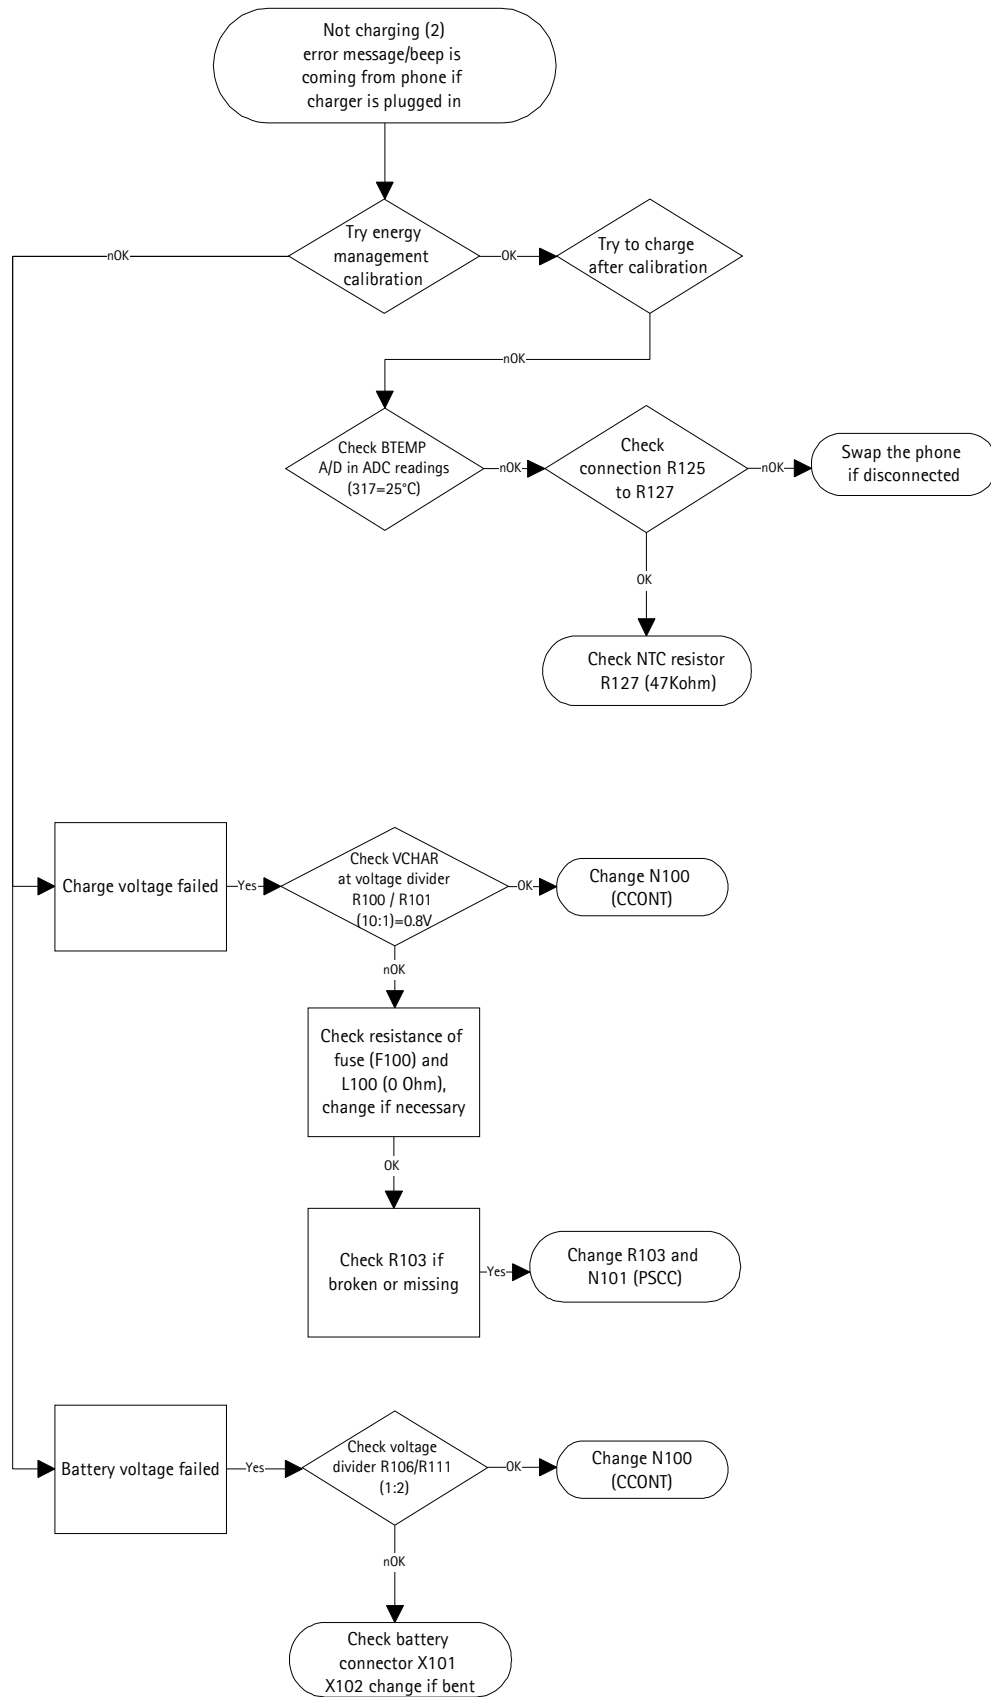 Not charging (2)
error message/beep is
coming from phone if
charger is plugged in
Try energy
management
calibration
nOK
OK
Try to charge
after calibration
nOK
Check BTEMP
A/D in ADC readings
(317=25°C)
nOK
Check
connection R125
to R127
nOK
Swap the phone
if disconnected
OK
Check NTC resistor
R127 (47Kohm)
Charge voltage failed
Yes
Check VCHAR
at voltage divider
R100 / R101
(10:1)=0.8V
OK
Change N100
(CCONT)
nOK
Check resistance of
fuse (F100) and
L100 (0 Ohm),
change if necessary
OK
Check R103 if
broken or missing
Yes
Change R103 and
N101 (PSCC)
Battery voltage failed
Yes
Check voltage
divider R106/R111
(1:2)
OK
Change N100
(CCONT)
nOK
Check battery
connector X101
X102 change if bent